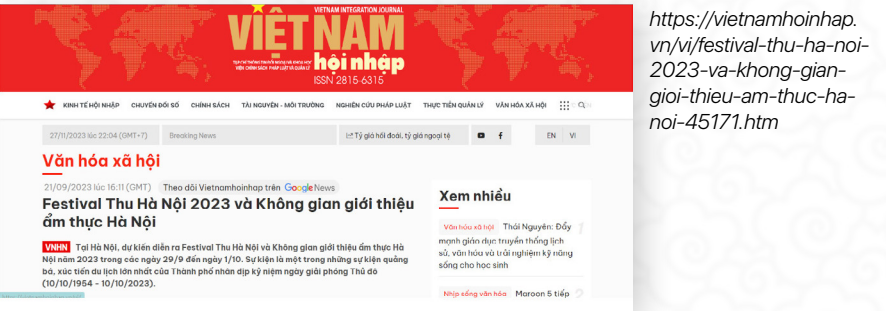 VIETNAM INTEGRATION JOURNAL
VIỆT NAM
hội nhập
ISSN 2815-6315
KINH TẾ HỘI NHẬP CHUYỂN ĐỔI SỐ CHÍNH SÁCH TÀI NGUYÊN - MÔI TRƯỜNG NGHIÊN CỨU PHÁP LUẬT THỰC TIỄN QUẢN LÝ VĂN HÓA XÃ HỘI
27/11/2023 lúc 22:04 (GMT+7) Breaking News Tỷ giá hối đoái, tỷ giá ngoại tệ EN VI
Văn hóa xã hội
21/09/2023 lúc 16:11 (GMT) Theo dõi Vietnamhoinhap trên Google News
Festival Thu Hà Nội 2023 và Không gian giới thiệu
ẩm thực Hà Nội
VNHN Tại Hà Nội, dự kiến diễn ra Festival Thu Hà Nội và Không gian giới thiệu ẩm thực Hà
Nội năm 2023 trong các ngày 29/9 đến ngày 1/10. Sự kiện là một trong những sự kiện quảng
bá, xúc tiến du lịch lớn nhất của Thành phố nhân dịp kỷ niệm ngày giải phóng Thủ đô
(10/10/1954 - 10/10/2023).
Xem nhiều
Văn hóa xã hội Thái Nguyên: Đẩy 1
mạnh giáo dục truyền thống lịch
sử, văn hóa và trải nghiệm kỹ năng
sống cho học sinh
Nhịp sống văn hóa Maroon 5 tiếp 2
https://vietnamhoinhap.
vn/vi/festival-thu-ha-noi-
2023-va-khong-gian-
gioi-thieu-am-thuc-ha-
noi-45171.htm